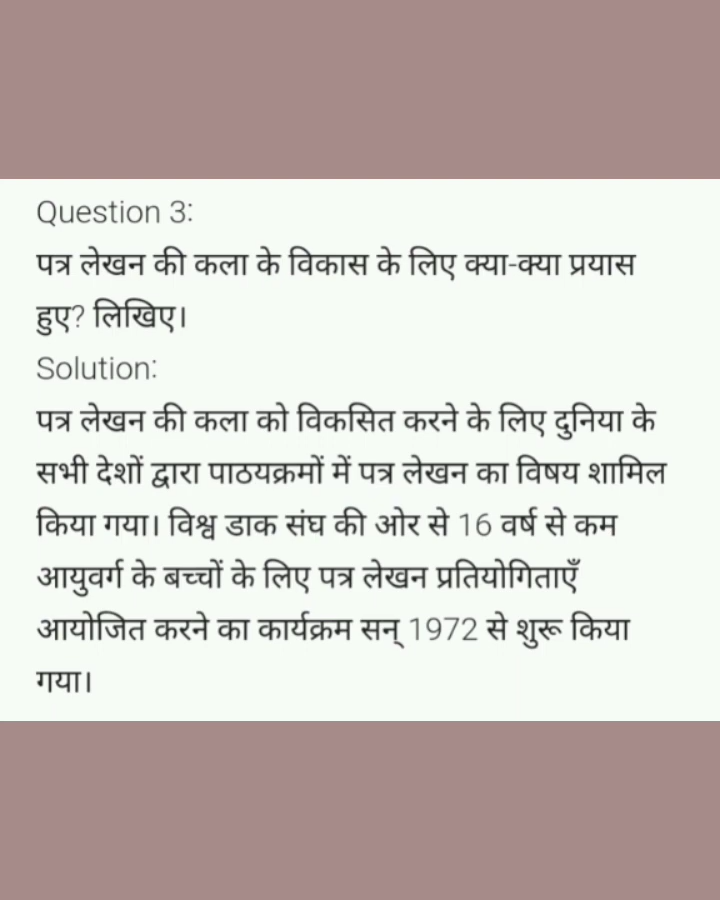 Question 3:
पत्र लेखन की कला के विकास के लिए क्या-क्या प्रयास
हुए? लिखिए।
Solution:
पत्र लेखन की कला को विकसित करने के लिए दुनिया के
सभी देशों द्वारा पाठयक्रमों में पत्र लेखन का विषय शामिल
किया गया। विश्व डाक संघ की ओर से 16 वर्ष से कम
आयुवर्ग के बच्चों के लिए पत्र लेखन प्रतियोगिताएँ
आयोजित करने का कार्यक्रम सन् 1972 से शुरू किया
गया।